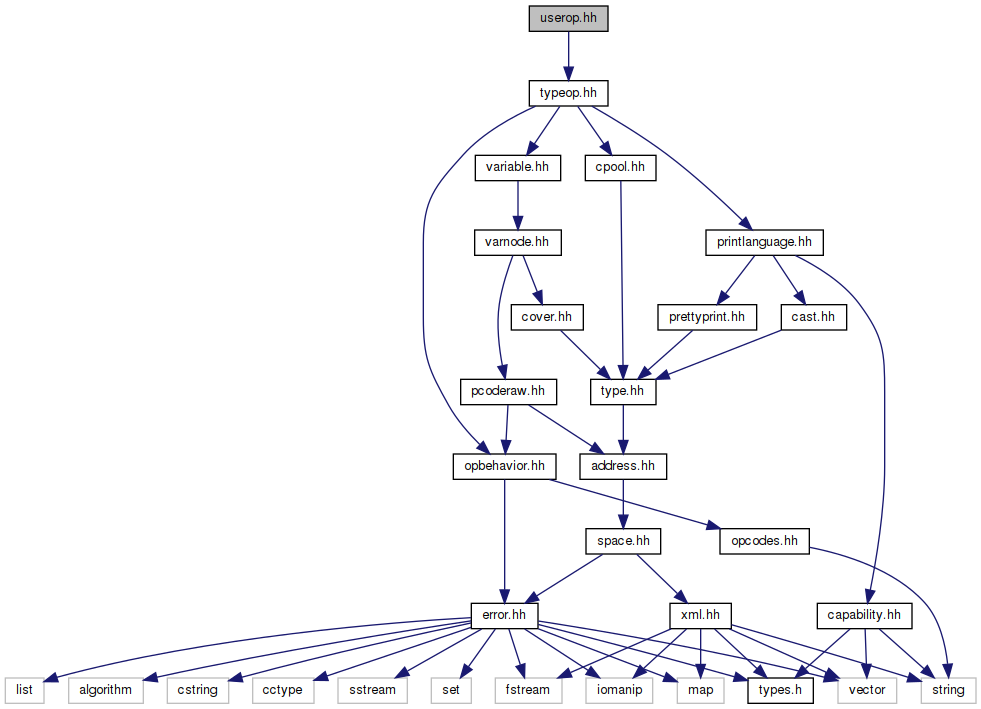 userop.hh
typeop.hh
variable.hh
cpool.hh
varnode.hh
printlanguage.hh
cover.hh
prettyprint.hh
cast.hh
pcoderaw.hh
type.hh
opbehavior.hh
address.hh
space.hh
opcodes.hh
error.hh
xml.hh
capability.hh
list
algorithm
cstring
cctype
sstream
set
fstream
iomanip
map
types.h
vector
string